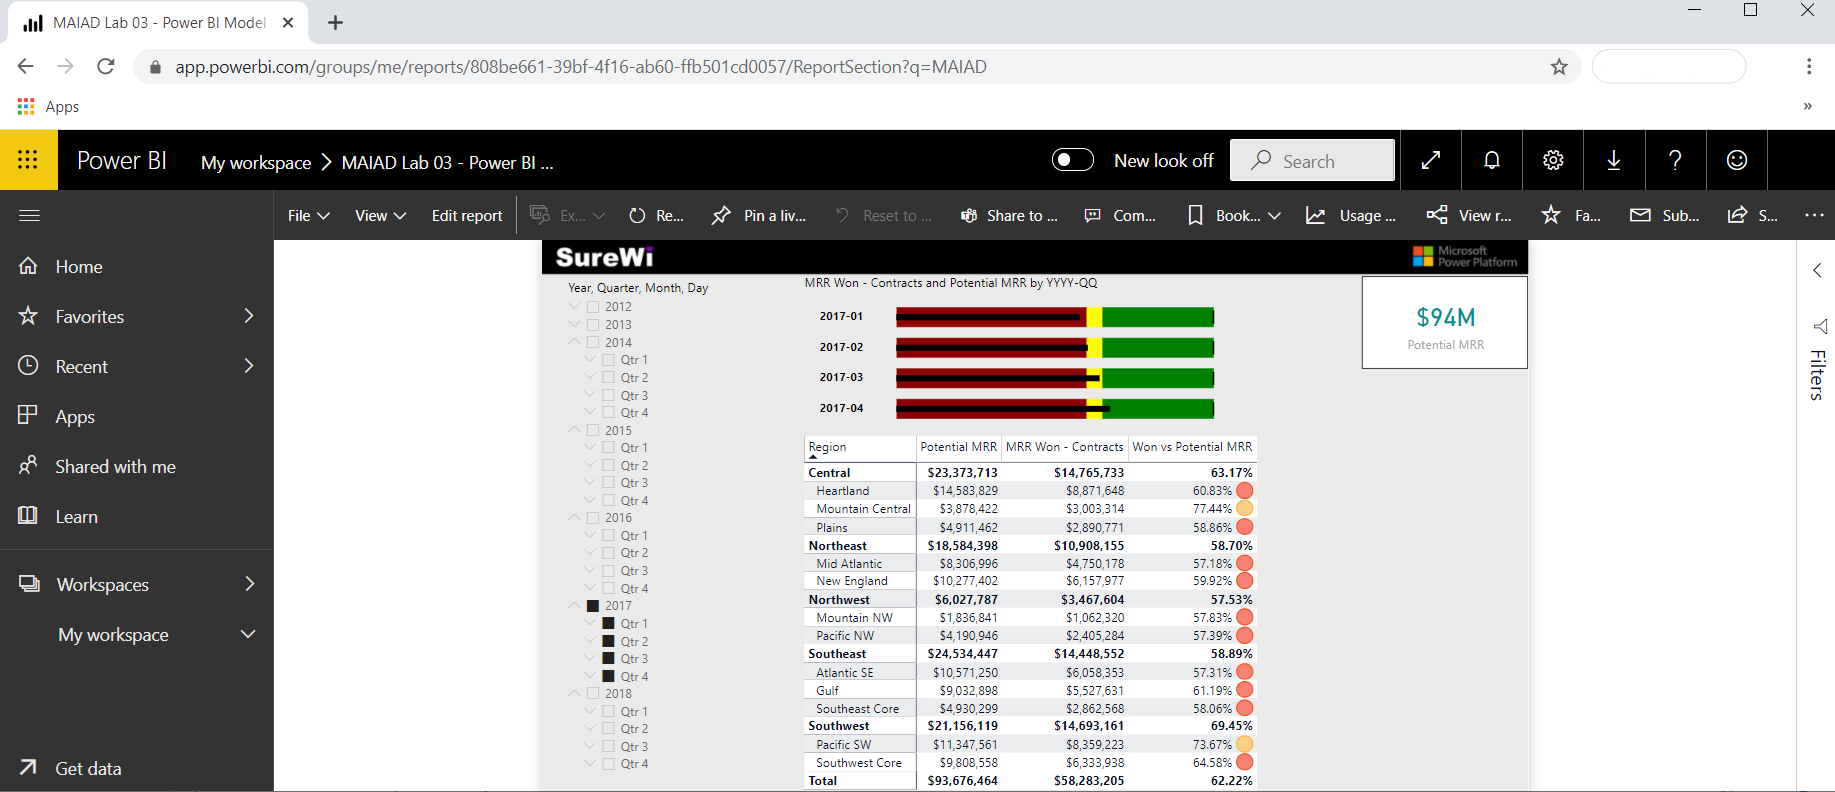 MAIAD Lab 03 - Power BI Model
app.powerbi.com/groups/me/reports/808be661-39bf-4f16-ab60-ffb501cd0057/ReportSection?q=MAIAD
Apps
Power BI
My workspace > MAIAD Lab 03 - Power BI ...
New look off
Search
File
View
Edit report
Ex...
Re...
Pin a liv...
Reset to ...
Share to ...
Com...
Book...
Usage ...
View r...
Fa...
Sub...
S...
Home
Favorites
Recent
Apps
Shared with me
Learn
Workspaces
My workspace
Get data
SureWi
Microsoft
Power Platform
Year, Quarter, Month, Day
2012
2013
2014
Qtr 1
Qtr 2
Qtr 3
Qtr 4
2015
Qtr 1
Qtr 2
Qtr 3
Qtr 4
2016
Qtr 1
Qtr 2
Qtr 3
Qtr 4
2017
Qtr 1
Qtr 2
Qtr 3
Qtr 4
2018
Qtr 1
Qtr 2
Qtr 3
Qtr 4
MRR Won - Contracts and Potential MRR by YYYY-QQ
2017-01
2017-02
2017-03
2017-04
$94M
Potential MRR
Region Potential MRR MRR Won - Contracts Won vs Potential MRR
Central $23,373,713 $14,765,733 63.17%
Heartland $14,583,829 $8,871,648 60.83%
Mountain Central $3,878,422 $3,003,314 77.44%
Plains $4,911,462 $2,890,771 58.86%
Northeast $18,584,398 $10,908,155 58.70%
Mid Atlantic $8,306,996 $4,750,178 57.18%
New England $10,277,402 $6,157,977 59.92%
Northwest $6,027,787 $3,467,604 57.53%
Mountain NW $1,836,841 $1,062,320 57.83%
Pacific NW $4,190,946 $2,405,284 57.39%
Southeast $24,534,447 $14,448,552 58.89%
Atlantic SE $10,571,250 $6,058,353 57.31%
Gulf $9,032,898 $5,527,631 61.19%
Southeast Core $4,930,299 $2,862,568 58.06%
Southwest $21,156,119 $14,693,161 69.45%
Pacific SW $11,347,561 $8,359,223 73.67%
Southwest Core $9,808,558 $6,333,938 64.58%
Total $93,676,464 $58,283,205 62.22%
Filters